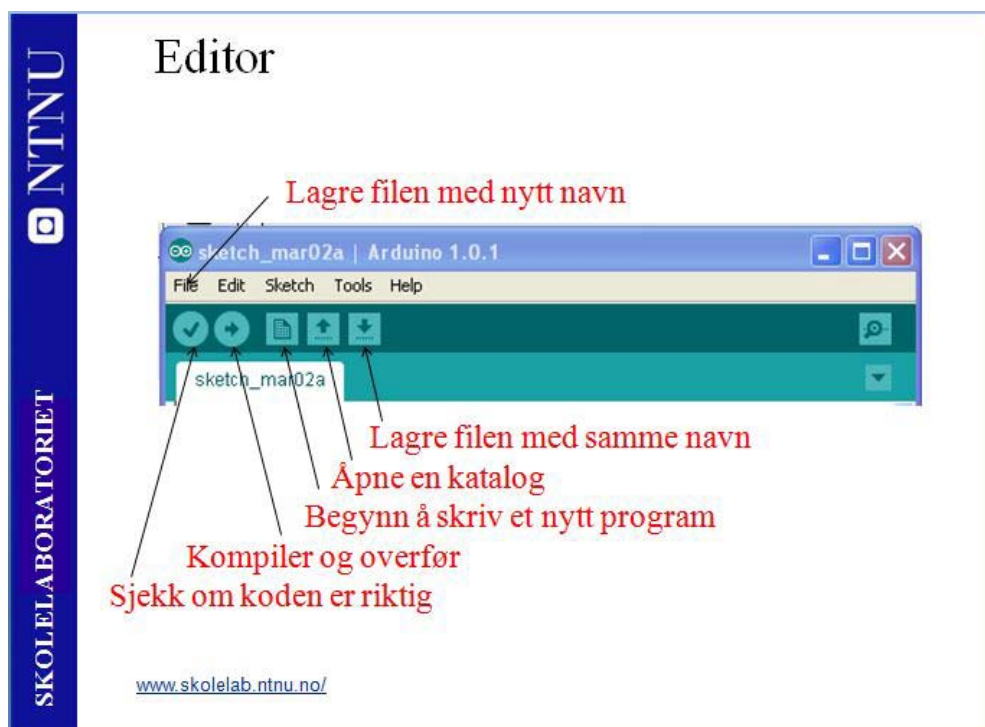 NTNU
SKOLELABORATORIET
Editor
Lagre filen med nytt navn
sketch_mar02a | Arduino 1.0.1
File Edit Sketch Tools Help
sketch_mar02a
Lagre filen med samme navn
Åpne en katalog
Begynn å skriv et nytt program
Kompiler og overfør
Sjekk om koden er riktig
www.skolelab.ntnu.no/